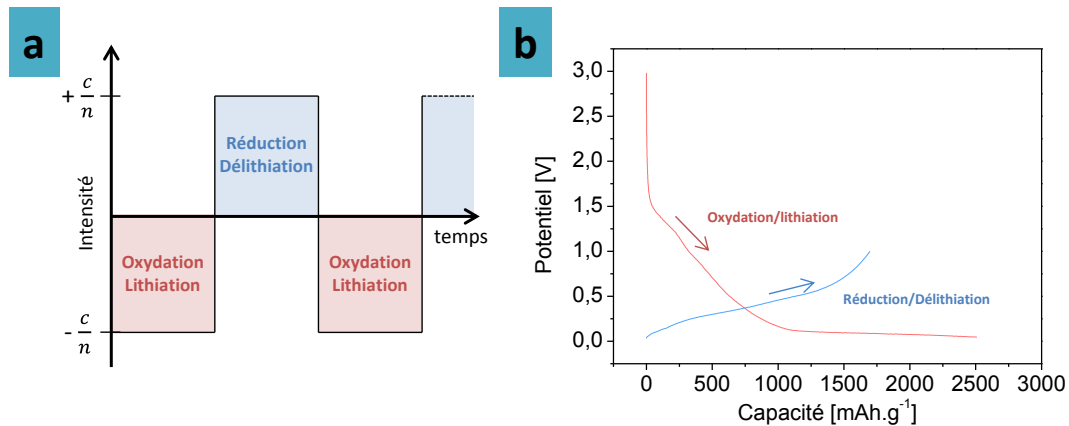 a
+ c/n
Intensité
- c/n
Réduction
Délithiation
Oxydation
Lithiation
Oxydation
Lithiation
temps
b
Potentiel [V]
3,0
2,5
2,0
1,5
1,0
0,5
0,0
Oxydation/lithiation
Réduction/Délithiation
0 500 1000 1500 2000 2500 3000
Capacité [mAh.g⁻¹]